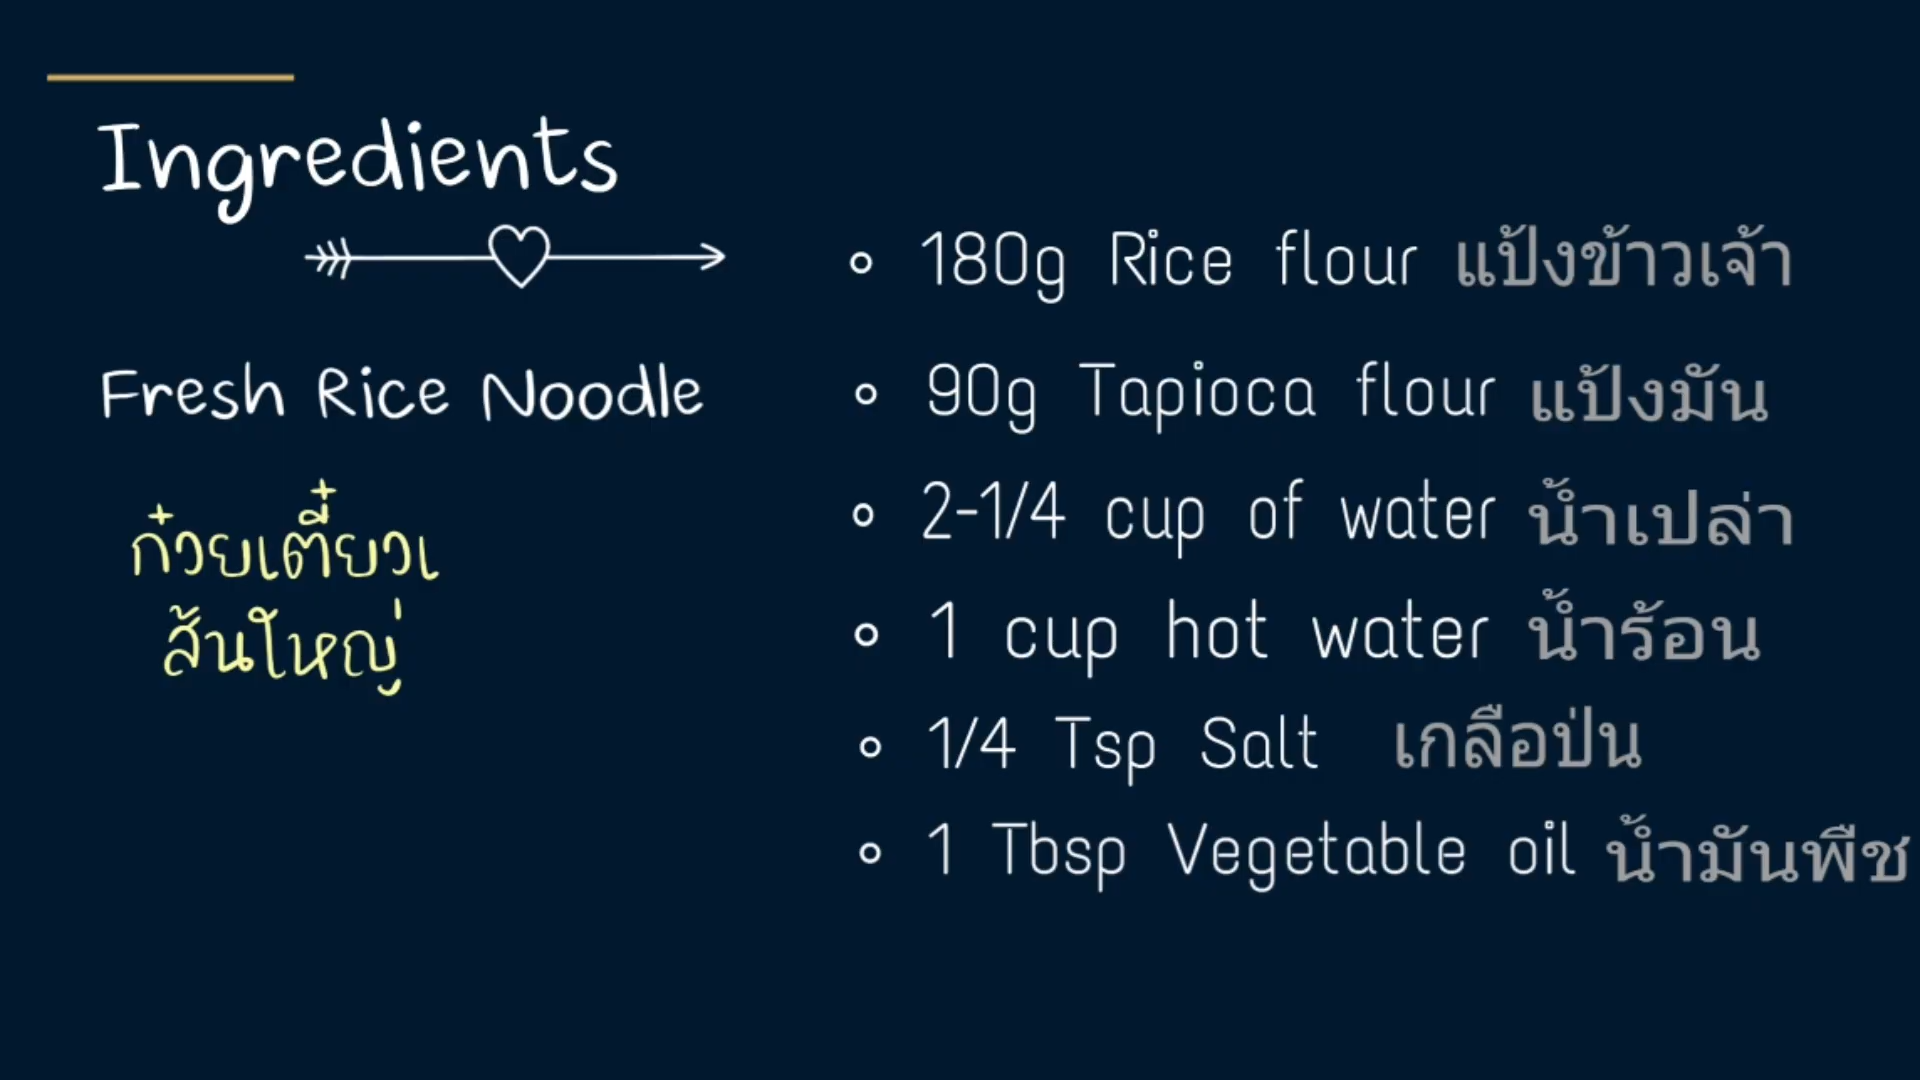 Ingredients
Fresh Rice Noodle
ก๋วยเตี๋ยวเ
ส้นใหญ่
180g Rice flour แป้งข้าวเจ้า
90g Tapioca flour แป้งมัน
2-1/4 cup of water น้ำเปล่า
1 cup hot water น้ำร้อน
1/4 Tsp Salt เกลือป่น
1 Tbsp Vegetable oil น้ำมันพืช